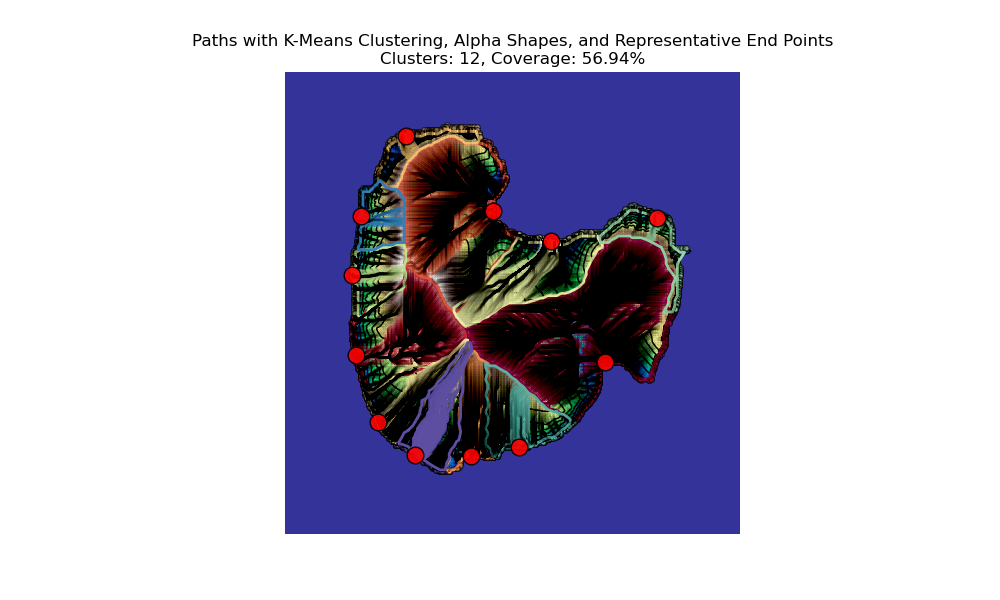 Paths with K-Means Clustering, Alpha Shapes, and Representative End Points
Clusters: 12, Coverage: 56.94%